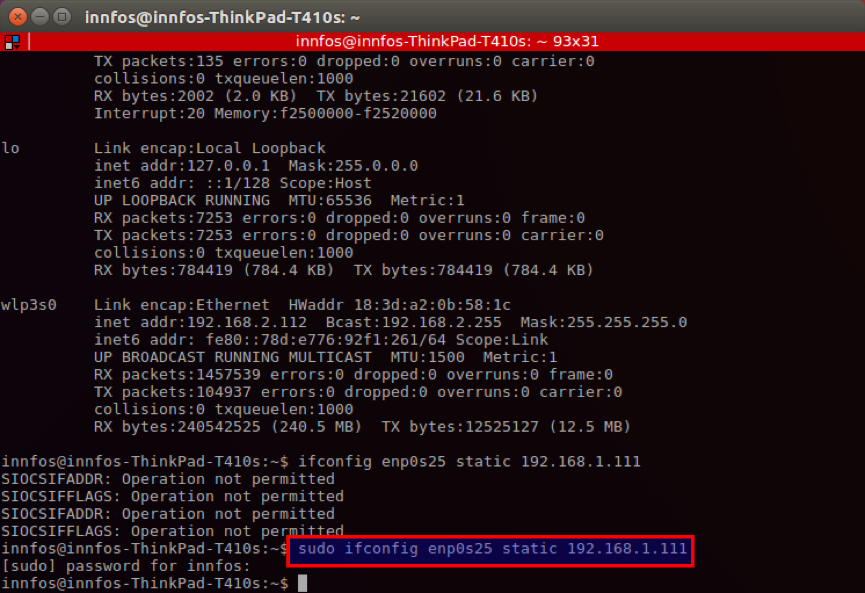 innfos@innfos-ThinkPad-T410s: ~
innfos@innfos-ThinkPad-T410s: ~ 93x31
TX packets:135 errors:0 dropped:0 overruns:0 carrier:0
collisions:0 txqueuelen:1000
RX bytes:2002 (2.0 KB)  TX bytes:21602 (21.6 KB)
Interrupt:20 Memory:f2500000-f2520000
lo        Link encap:Local Loopback
inet addr:127.0.0.1  Mask:255.0.0.0
inet6 addr: ::1/128 Scope:Host
UP LOOPBACK RUNNING  MTU:65536  Metric:1
RX packets:7253 errors:0 dropped:0 overruns:0 frame:0
TX packets:7253 errors:0 dropped:0 overruns:0 carrier:0
collisions:0 txqueuelen:1000
RX bytes:784419 (784.4 KB)  TX bytes:784419 (784.4 KB)
wlp3s0    Link encap:Ethernet  HWaddr 18:3d:a2:0b:58:1c
inet addr:192.168.2.112  Bcast:192.168.2.255  Mask:255.255.255.0
inet6 addr: fe80::78d:e776:92f1:261/64 Scope:Link
UP BROADCAST RUNNING MULTICAST  MTU:1500  Metric:1
RX packets:1457539 errors:0 dropped:0 overruns:0 frame:0
TX packets:104937 errors:0 dropped:0 overruns:0 carrier:0
collisions:0 txqueuelen:1000
RX bytes:240542525 (240.5 MB)  TX bytes:12525127 (12.5 MB)
innfos@innfos-ThinkPad-T410s:~$ ifconfig enp0s25 static 192.168.1.111
SIOCSIFADDR: Operation not permitted
SIOCSIFFLAGS: Operation not permitted
SIOCSIFADDR: Operation not permitted
SIOCSIFFLAGS: Operation not permitted
innfos@innfos-ThinkPad-T410s:~$ sudo ifconfig enp0s25 static 192.168.1.111
[sudo] password for innfos:
innfos@innfos-ThinkPad-T410s:~$